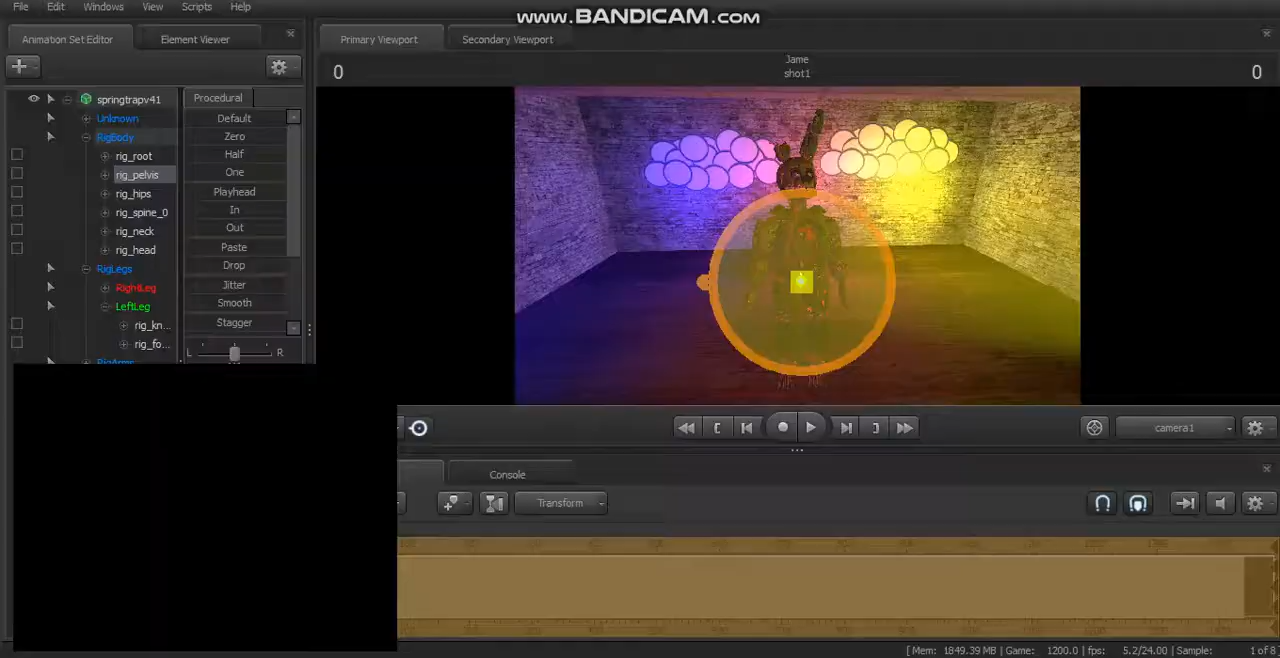 File Edit Windows View Scripts Help
www.BANDICAM.com
Animation Set Editor Element Viewer
Primary Viewport Secondary Viewport
Jame
0 shot1 0
springtrapv41
Unknown
RigBody
rig_root
rig_pelvis
rig_hips
rig_spine_0
rig_neck
rig_head
RigLegs
RightLeg
LeftLeg
rig_kn...
rig_fo...
RigArms
Procedural
Default
Zero
Half
One
Playhead
In
Out
Paste
Drop
Jitter
Smooth
Stagger
L R
camera1
Console
Transform
[ Mem: 1849.39 MB | Game: 1200.0 | fps: 5.2/24.00 | Sample: 1 of 8